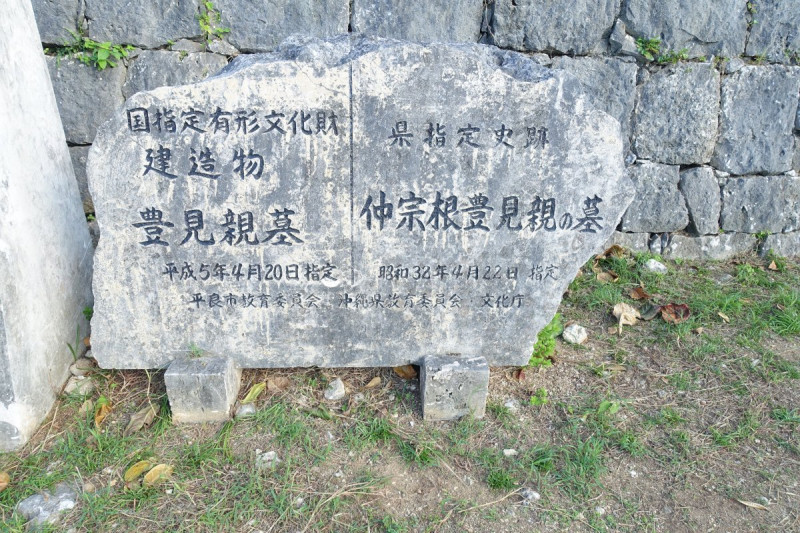 国指定有形文化財
建造物
豊見親墓
平成5年4月20日指定
県指定史跡
仲宗根豊見親の墓
昭和32年4月22日 指定
平良市教育委員会 沖縄県教育委員会 文化庁